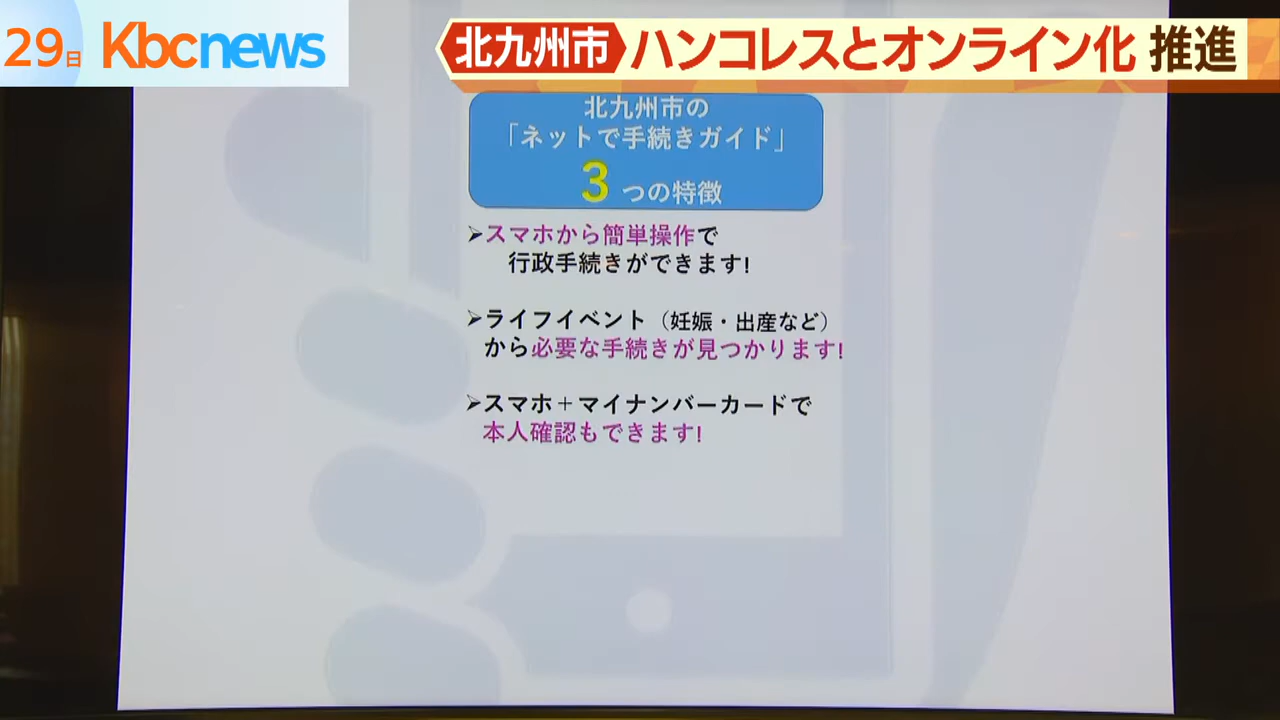 29日 Kbcnews
北九州市 ハンコレスとオンライン化 推進
北九州市の
「ネットで手続きガイド」
3つの特徴
➢スマホから簡単操作で
行政手続きができます!
➢ライフイベント（妊娠・出産など）
から必要な手続きが見つかります!
➢スマホ＋マイナンバーカードで
本人確認もできます!